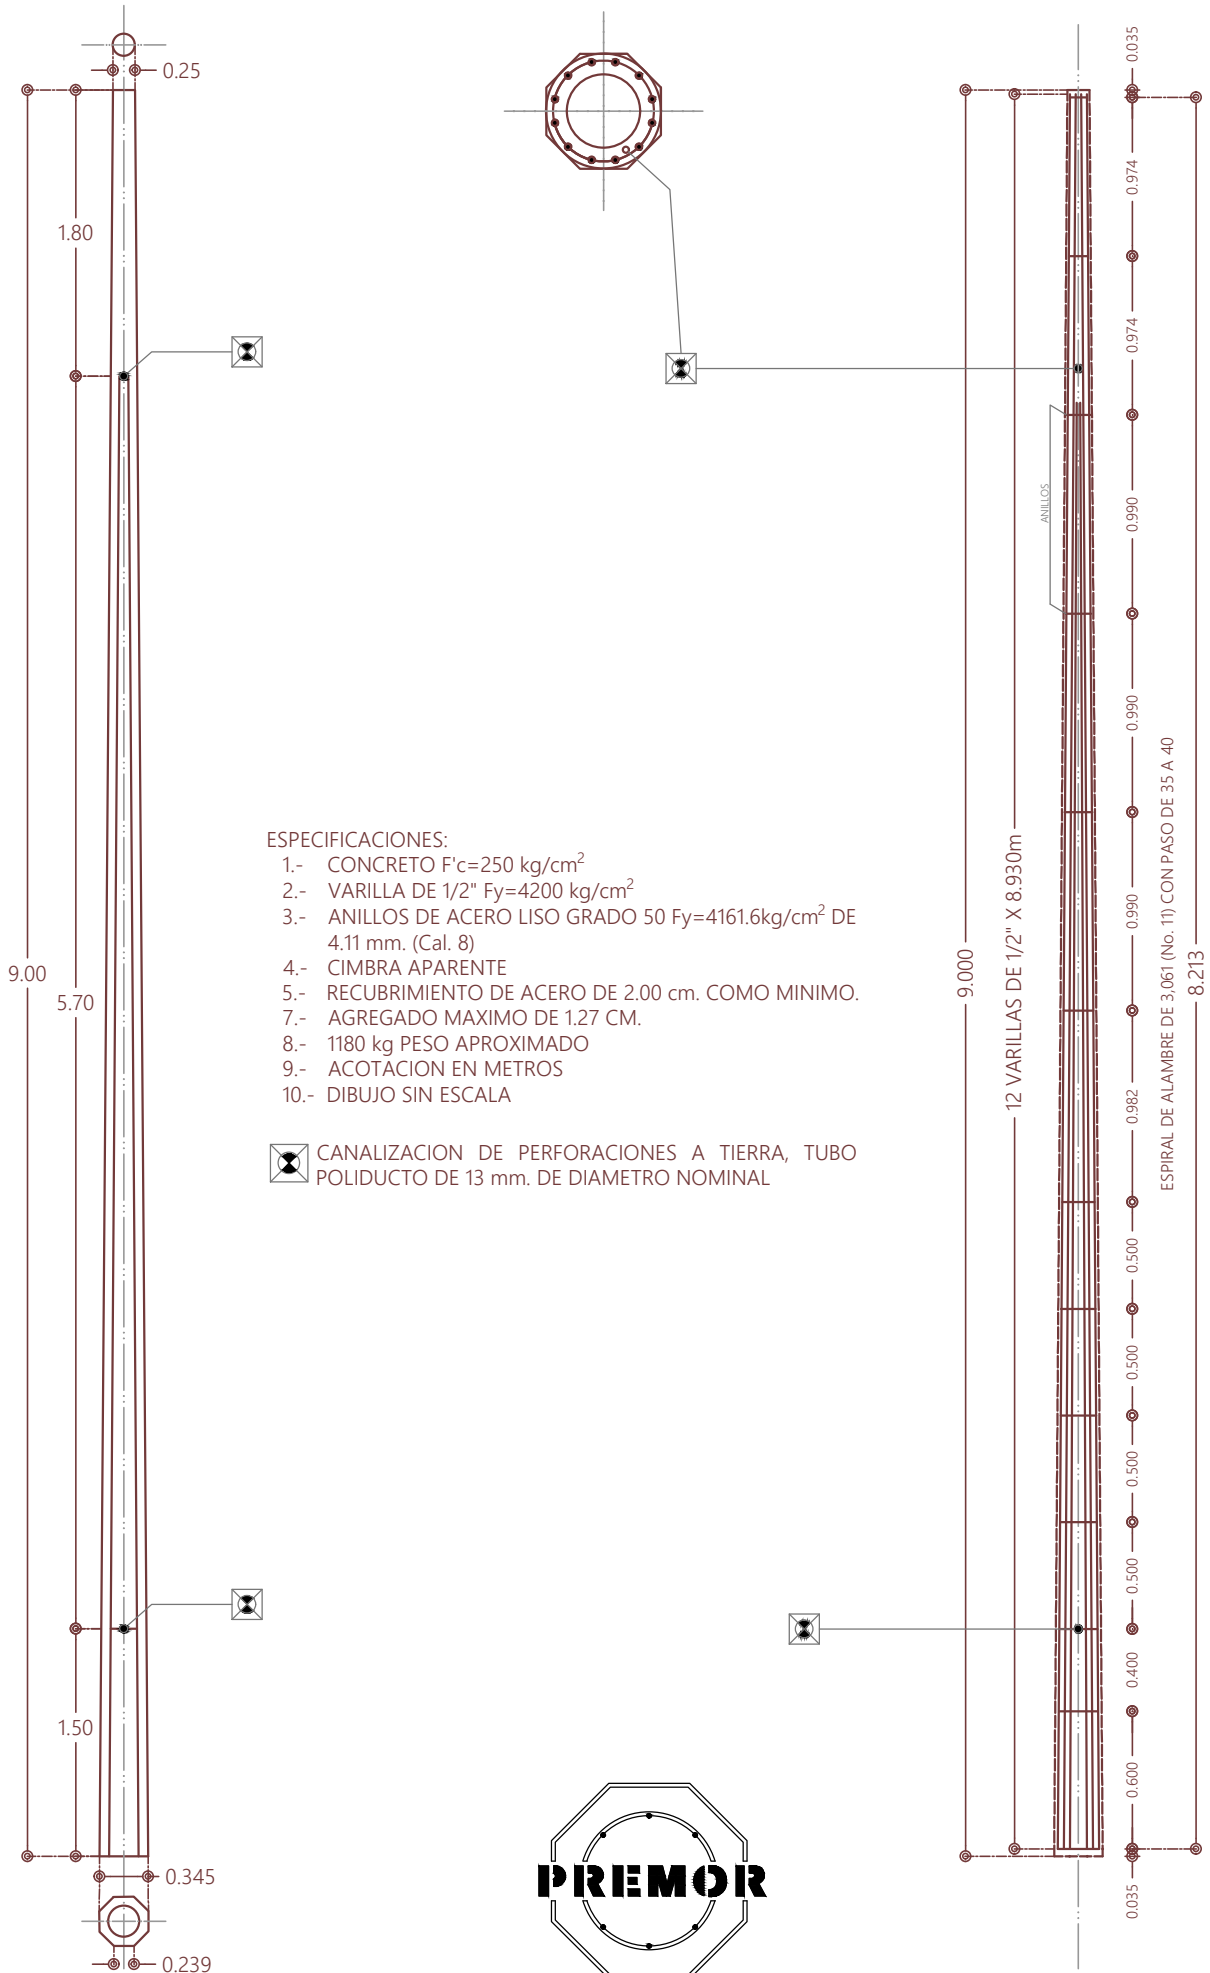 0.25
1.80
9.00
5.70
1.50
0.345
0.239
ESPECIFICACIONES:
1.- CONCRETO F'c=250 kg/cm²
2.- VARILLA DE 1/2" Fy=4200 kg/cm²
3.- ANILLOS DE ACERO LISO GRADO 50 Fy=4161.6kg/cm² DE
4.11 mm. (Cal. 8)
4.- CIMBRA APARENTE
5.- RECUBRIMIENTO DE ACERO DE 2.00 cm. COMO MINIMO.
7.- AGREGADO MAXIMO DE 1.27 CM.
8.- 1180 kg PESO APROXIMADO
9.- ACOTACION EN METROS
10.- DIBUJO SIN ESCALA
CANALIZACION DE PERFORACIONES A TIERRA, TUBO
POLIDUCTO DE 13 mm. DE DIAMETRO NOMINAL
PREMOR
9.000
12 VARILLAS DE 1/2" X 8.930m
ANILLOS
0.035
0.974
0.974
0.990
0.990
0.990
0.982
0.500
0.500
0.500
0.500
0.400
0.600
0.035
ESPIRAL DE ALAMBRE DE 3,061 (No. 11) CON PASO DE 35 A 40
8.213